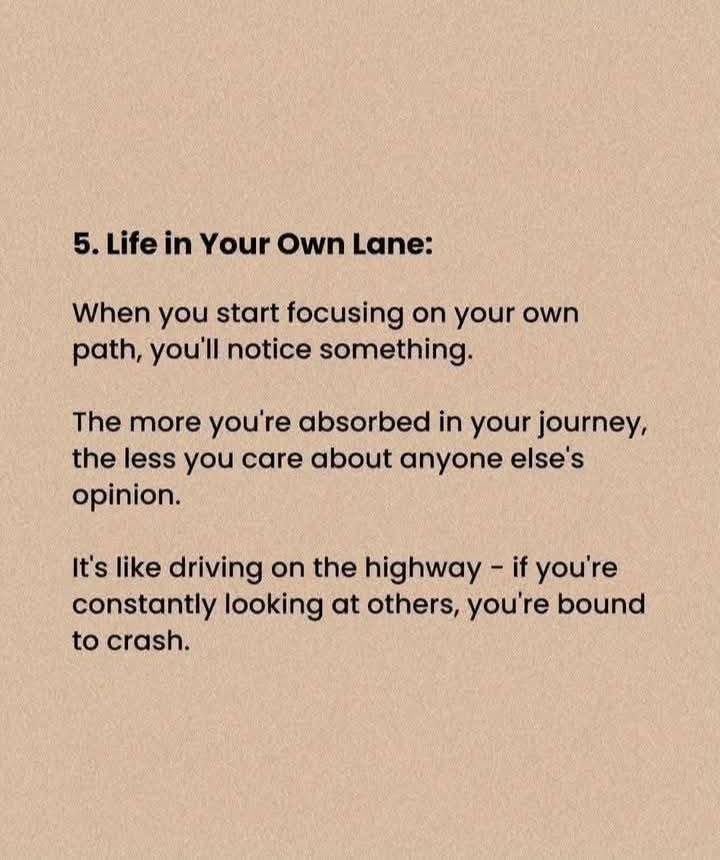 5. Life in Your Own Lane:
When you start focusing on your own
path, you'll notice something.
The more you're absorbed in your journey,
the less you care about anyone else's
opinion.
It's like driving on the highway - if you're
constantly looking at others, you're bound
to crash.